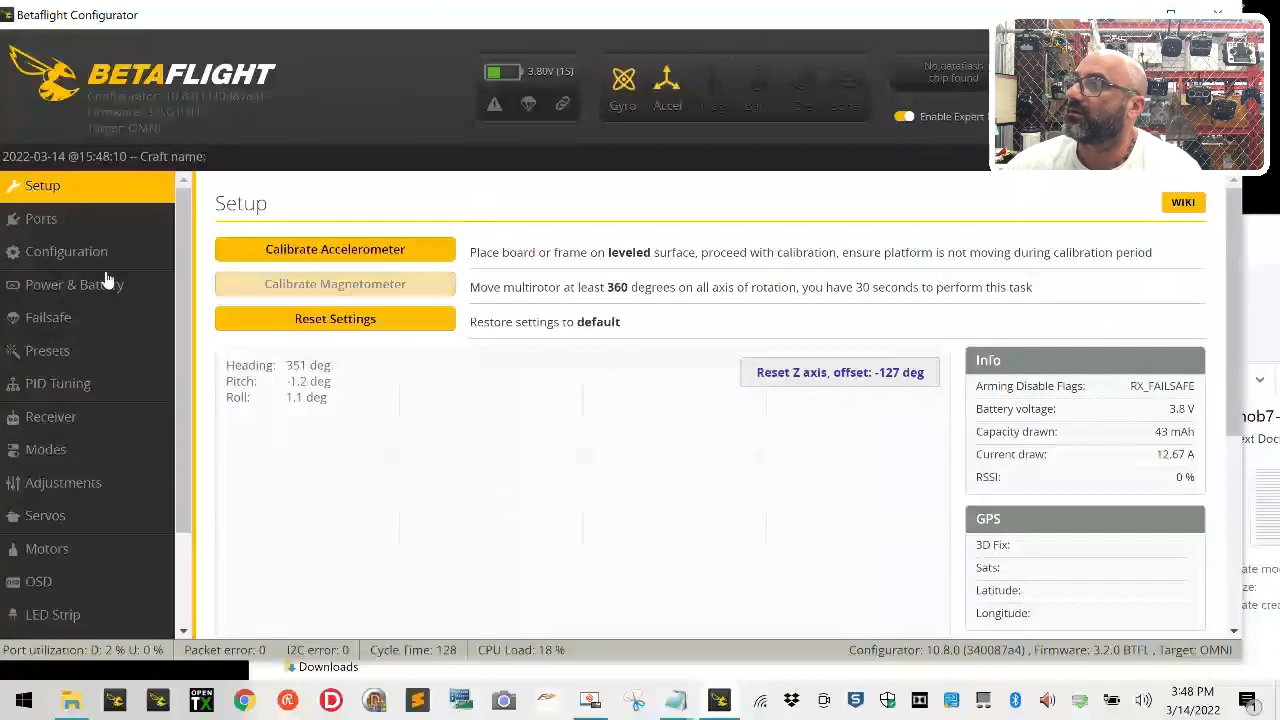 Betaflight Configurator
BETAFLIGHT
Target: OMNI
Gyro
Accel
chip found
Enable Expert
2022-03-14 @15:48:10 -- Craft name:
Setup
Ports
Configuration
Power & Battery
Failsafe
Presets
PID Tuning
Receiver
Modes
Adjustments
Servos
Motors
OSD
LED Strip
Setup
WIKI
Calibrate Accelerometer
Place board or frame on leveled surface, proceed with calibration, ensure platform is not moving during calibration period
Calibrate Magnetometer
Move multirotor at least 360 degrees on all axis of rotation, you have 30 seconds to perform this task
Reset Settings
Restore settings to default
Heading: 351 deg
Pitch: -1.2 deg
Roll: 1.1 deg
Reset Z axis, offset: -127 deg
Info
Arming Disable Flags: RX_FAILSAFE
Battery voltage: 3.8 V
Capacity drawn: 43 mAh
Current draw: 12.67 A
RSSI: 0 %
GPS
3D Fix:
Sats:
Latitude:
Longitude:
Port utilization: D: 2 % U: 0 %
Packet error: 0
I2C error: 0
Cycle Time: 128
CPU Load: 18 %
Configurator: 10.8.0 (340087a4) , Firmware: 3.2.0 BTFL , Target: OMNI
Downloads
OPEN
TX
3:48 PM
3/14/2022